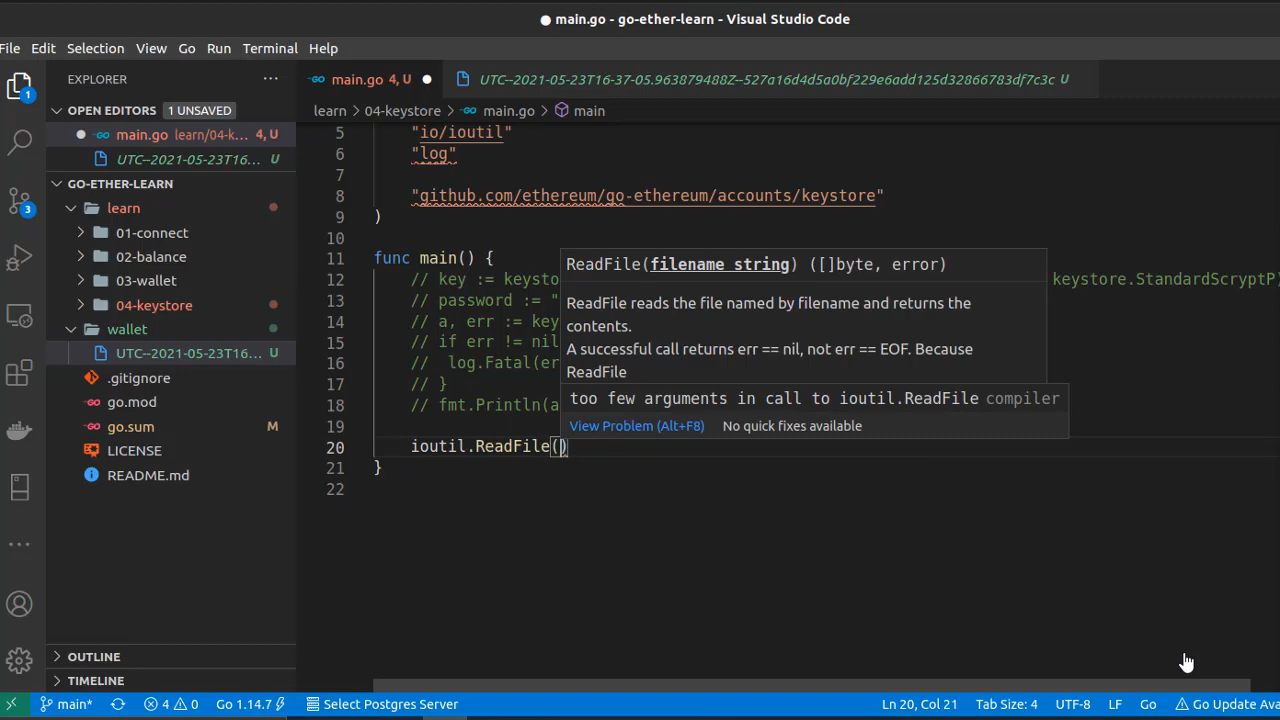 main.go - go-ether-learn - Visual Studio Code
File Edit Selection View Go Run Terminal Help
EXPLORER
main.go 4, U
UTC--2021-05-23T16-37-05.963879488Z--527a16d4d5a0bf229e6add125d32866783df7c3c U
1
OPEN EDITORS 1 UNSAVED
learn > 04-keystore > main.go > main
main.go learn/04-k... 4, U
UTC--2021-05-23T16... U
GO-ETHER-LEARN
3
learn
01-connect
02-balance
03-wallet
04-keystore
wallet
UTC--2021-05-23T16... U
.gitignore
go.mod
go.sum M
LICENSE
README.md
OUTLINE
TIMELINE
5 "io/ioutil"
6 "log"
7
8 "github.com/ethereum/go-ethereum/accounts/keystore"
9 )
10
11 func main() {
12 // key := keysto keystore.StandardScryptP)
13 // password := "
14 // a, err := key
15 // if err != nil
16 // log.Fatal(er
17 // }
18 // fmt.Println(a
19
20 ioutil.ReadFile()
21 }
22
ReadFile(filename string) ([]byte, error)
ReadFile reads the file named by filename and returns the
contents.
A successful call returns err == nil, not err == EOF. Because
ReadFile
too few arguments in call to ioutil.ReadFile compiler
View Problem (Alt+F8) No quick fixes available
main* 4 0 Go 1.14.7 Select Postgres Server Ln 20, Col 21 Tab Size: 4 UTF-8 LF Go Go Update Ava